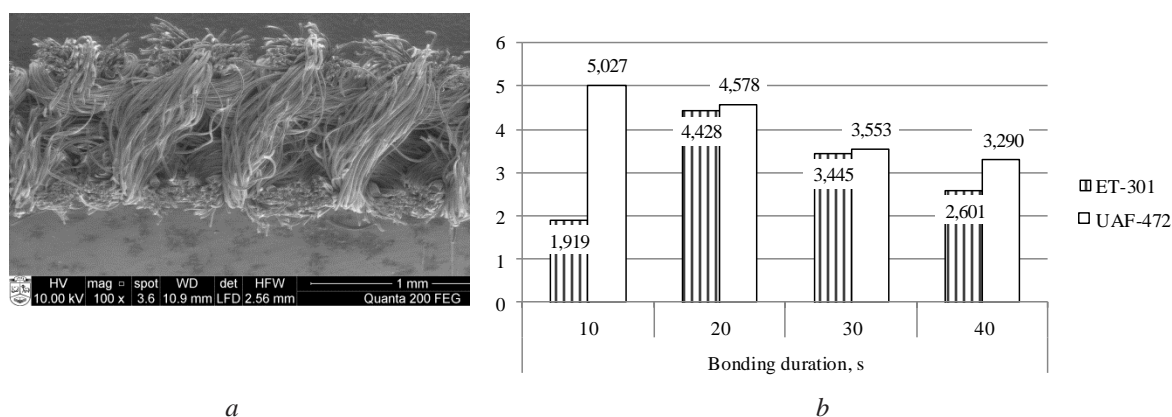 HV mag □ spot WD det HFW
10.00 kV 100 x 3.6 10.9 mm LFD 2.56 mm
1 mm
Quanta 200 FEG
a
6
5
4
3
2
1
0
5,027
4,578
4,428
3,553
3,445
3,290
2,601
1,919
10 20 30 40
Bonding duration, s
ET-301
UAF-472
b